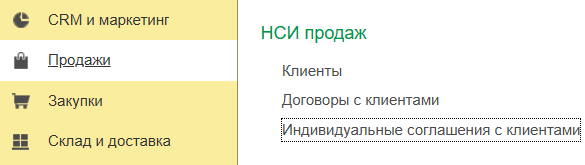 CRM и маркетинг
Продажи
Закупки
Склад и доставка
НСИ продаж
Клиенты
Договоры с клиентами
Индивидуальные соглашения с клиентами